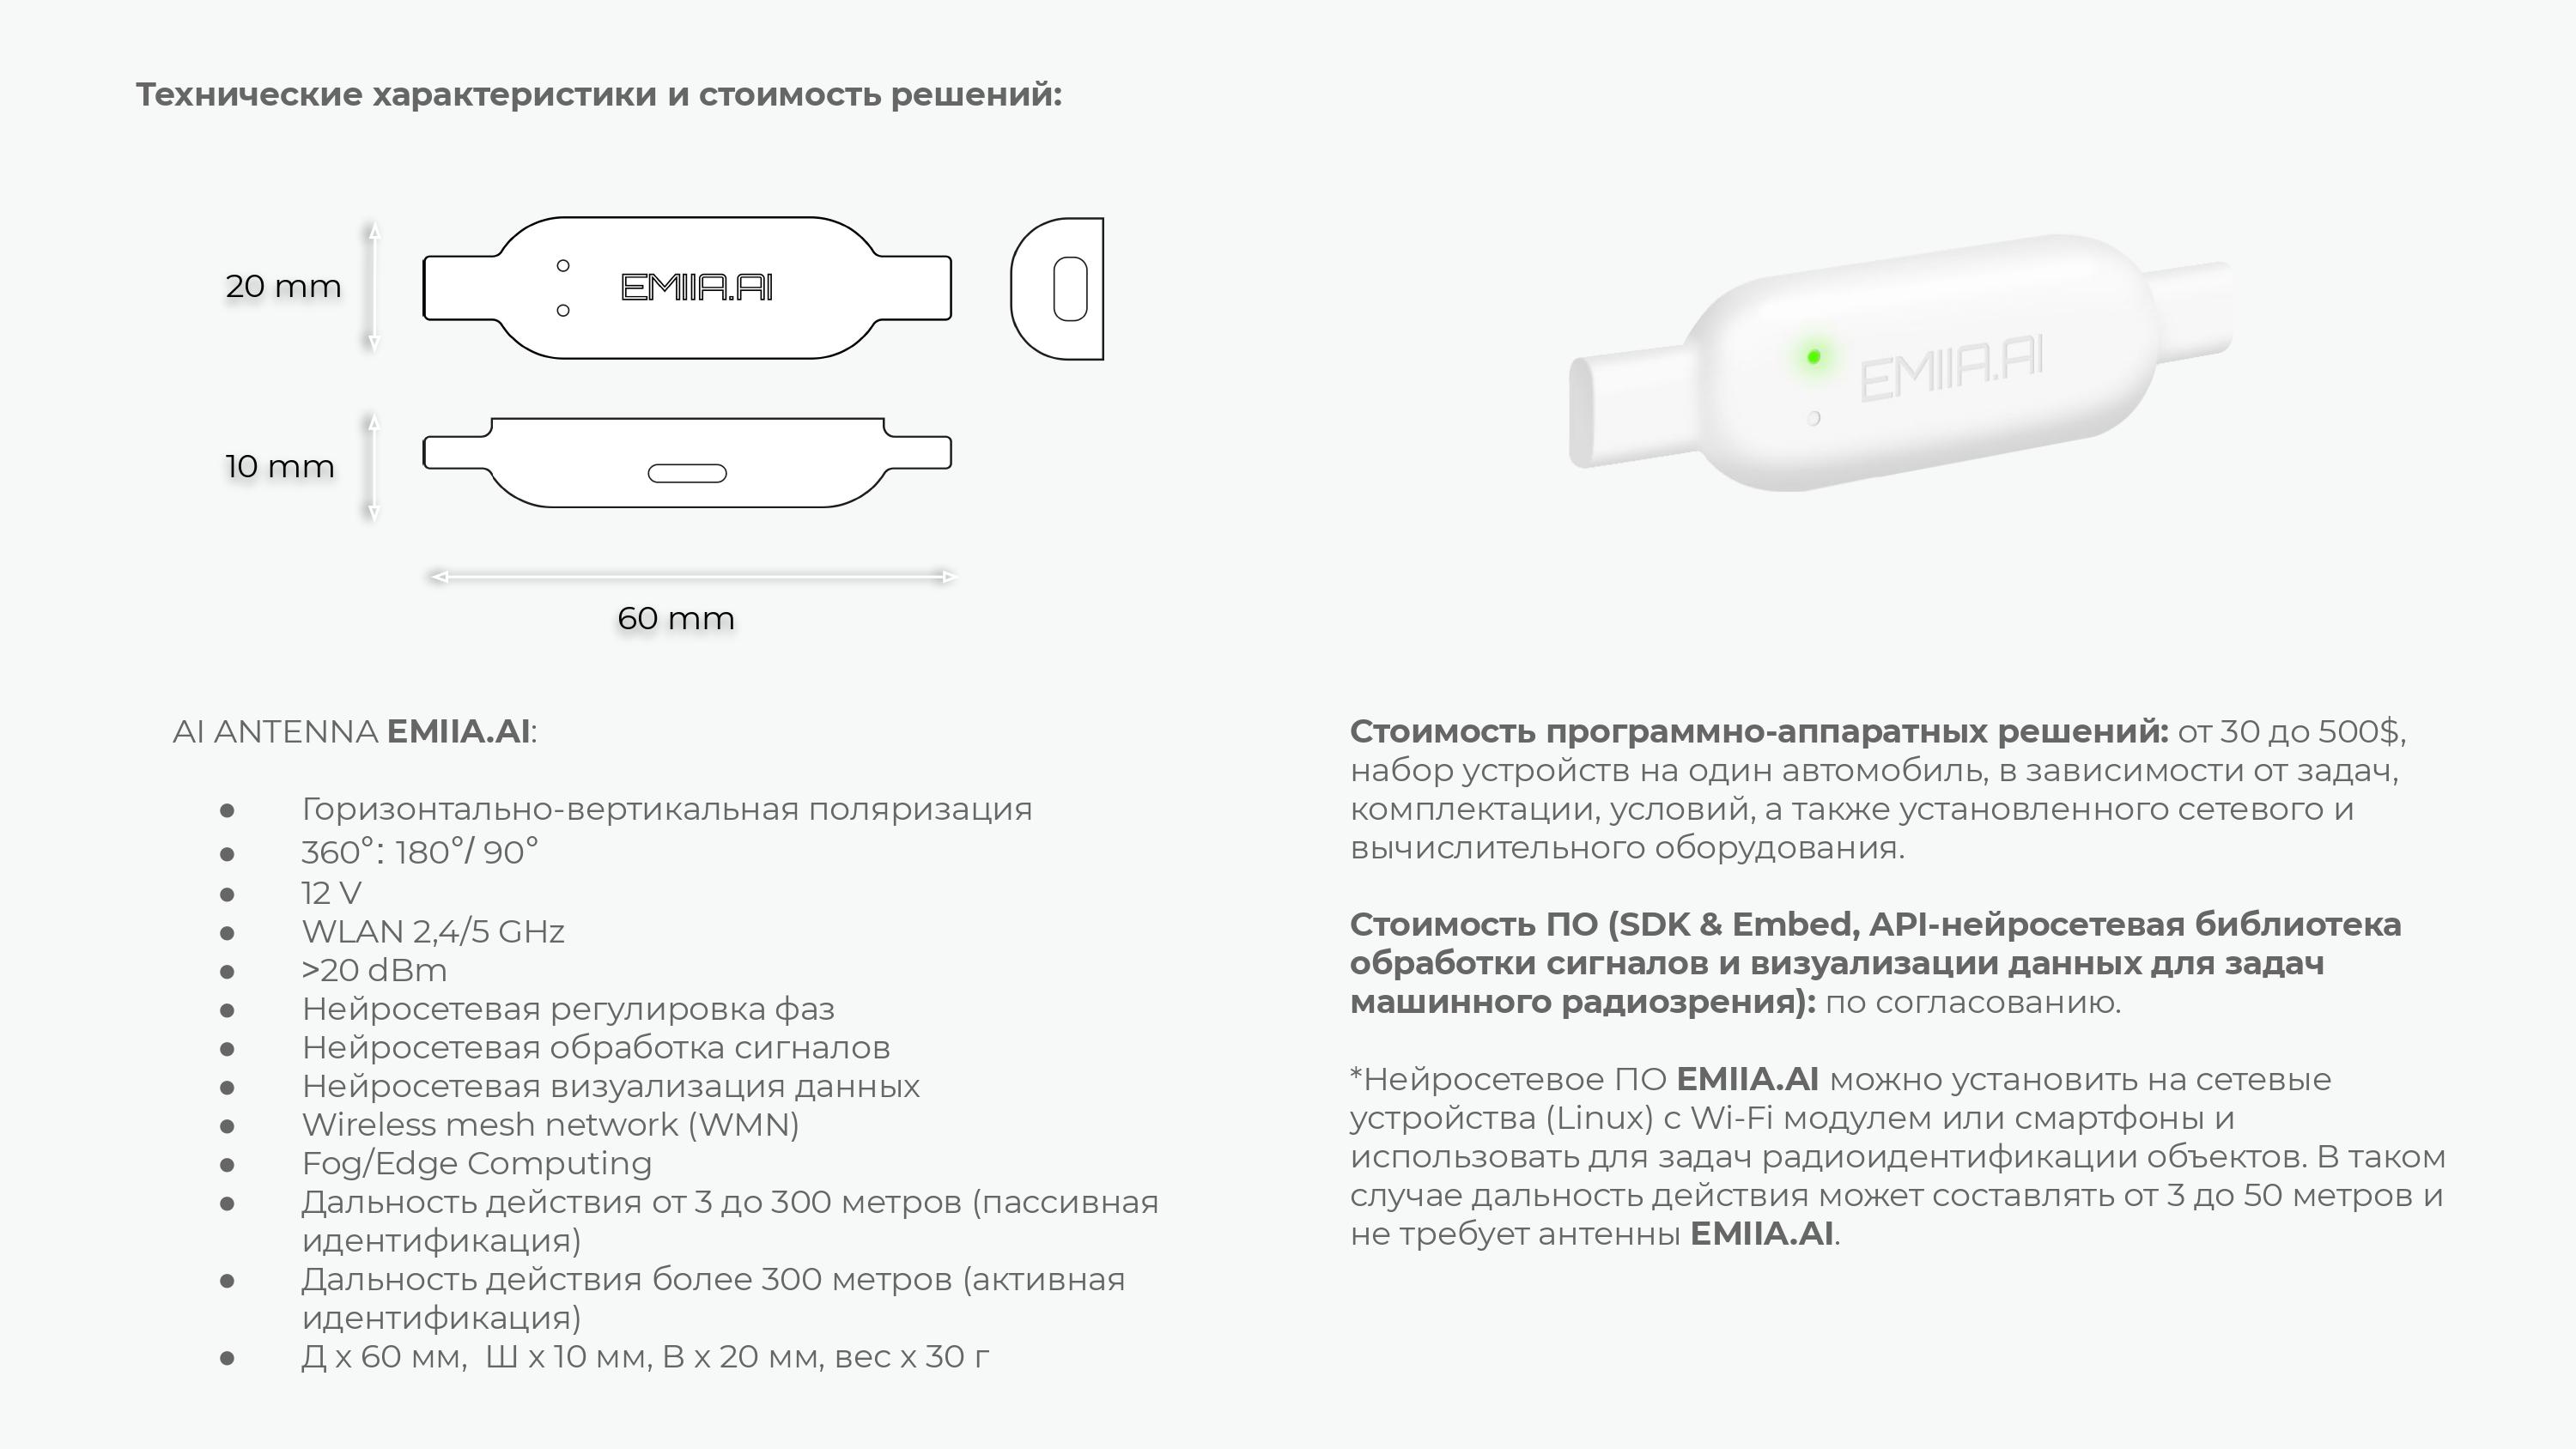 Технические характеристики и стоимость решений:
20 mm
EMIIA.AI
10 mm
60 mm
EMIIA.AI
AI ANTENNA EMIIA.AI:
● Горизонтально-вертикальная поляризация
● 360°: 180°/ 90°
● 12 V
● WLAN 2,4/5 GHz
● >20 dBm
● Нейросетевая регулировка фаз
● Нейросетевая обработка сигналов
● Нейросетевая визуализация данных
● Wireless mesh network (WMN)
● Fog/Edge Computing
● Дальность действия от 3 до 300 метров (пассивная
идентификация)
● Дальность действия более 300 метров (активная
идентификация)
● Д х 60 мм, Ш х 10 мм, В х 20 мм, вес х 30 г
Стоимость программно-аппаратных решений: от 30 до 500$,
набор устройств на один автомобиль, в зависимости от задач,
комплектации, условий, а также установленного сетевого и
вычислительного оборудования.
Стоимость ПО (SDK & Embed, API-нейросетевая библиотека
обработки сигналов и визуализации данных для задач
машинного радиозрения): по согласованию.
*Нейросетевое ПО EMIIA.AI можно установить на сетевые
устройства (Linux) с Wi-Fi модулем или смартфоны и
использовать для задач радиоидентификации объектов. В таком
случае дальность действия может составлять от 3 до 50 метров и
не требует антенны EMIIA.AI.